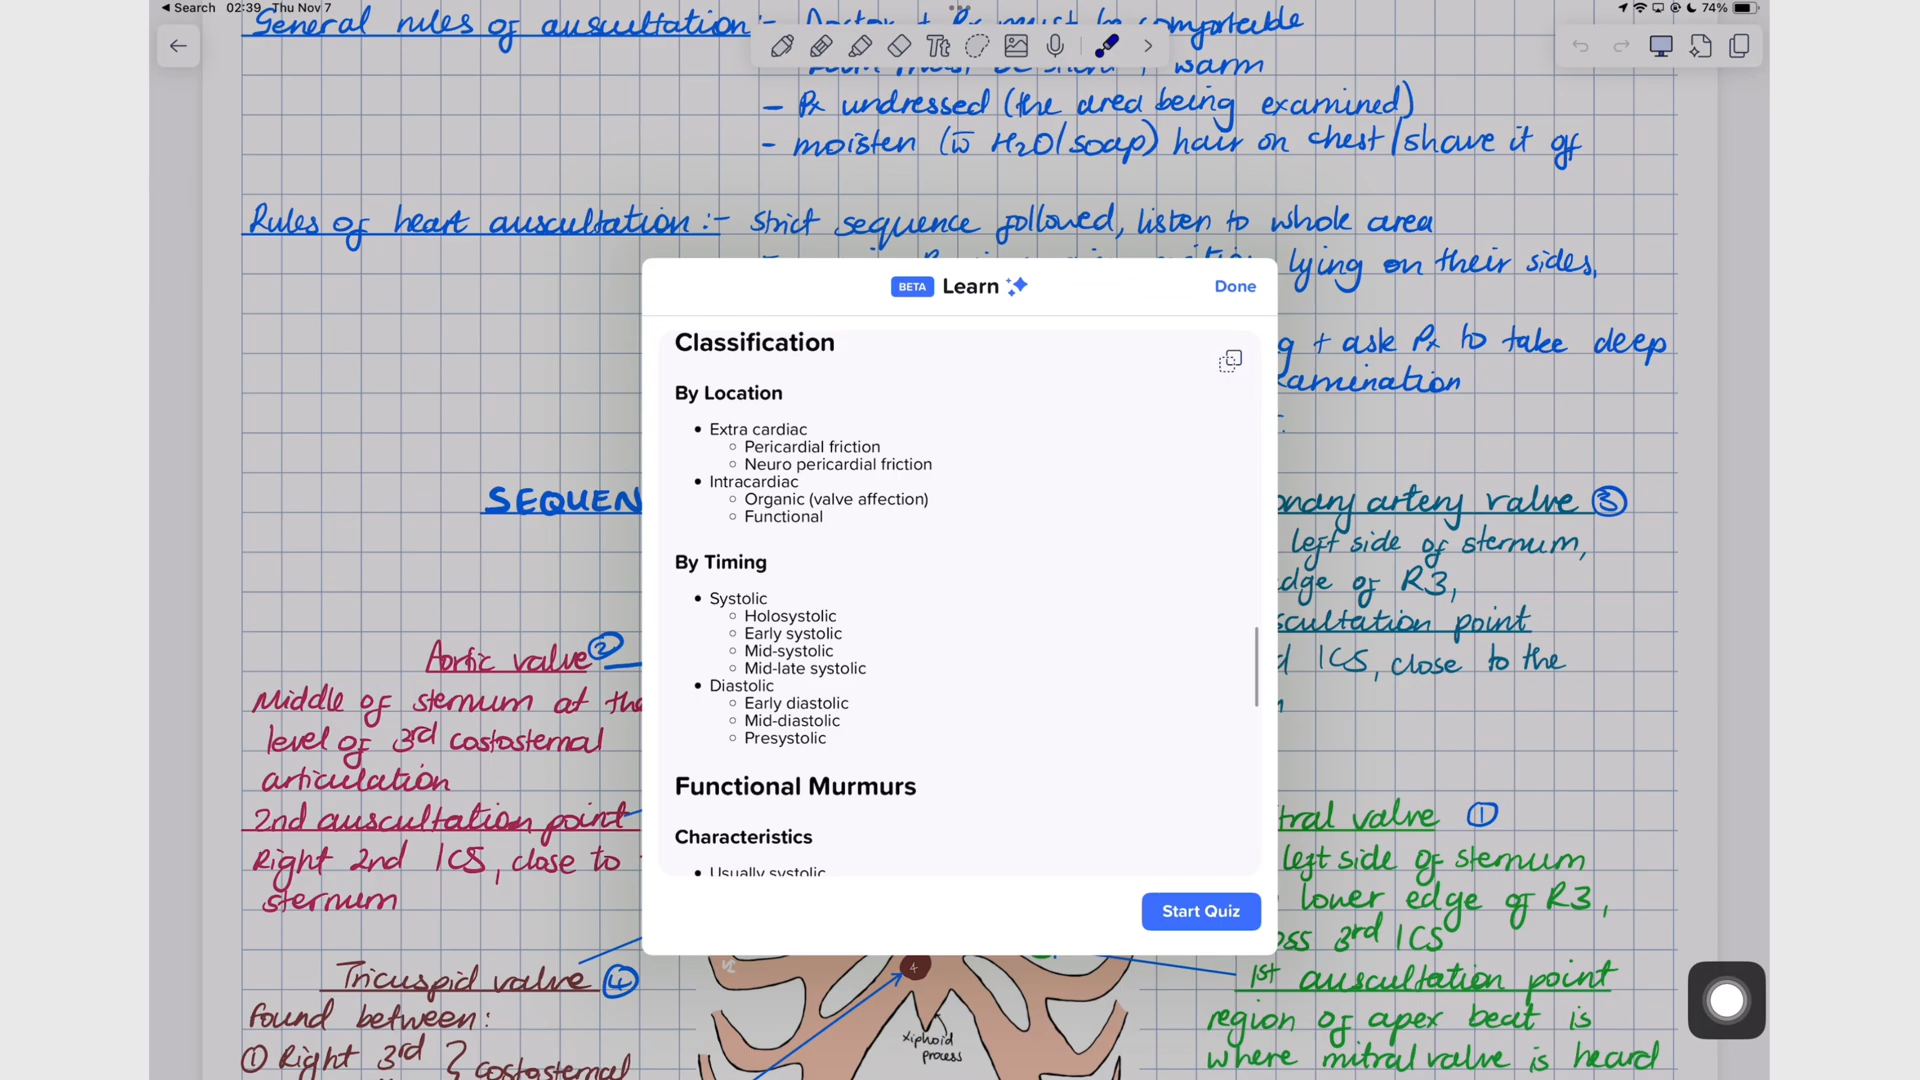 Search 02:39 Thu Nov 7
74%
General rules of auscultation:- Doctor + Px must be comfortable
warm
- Px undressed (the area being examined)
- moisten (w̅ H2O/soap) hair on chest/shave it off
Rules of heart auscultation:- Strict sequence followed, listen to whole area
lying on their sides,
+ ask Px to take deep
amination
BETA Learn Done
Classification
By Location
• Extra cardiac
◦ Pericardial friction
◦ Neuro pericardial friction
• Intracardiac
◦ Organic (valve affection)
◦ Functional
By Timing
• Systolic
◦ Holosystolic
◦ Early systolic
◦ Mid-systolic
◦ Mid-late systolic
• Diastolic
◦ Early diastolic
◦ Mid-diastolic
◦ Presystolic
Functional Murmurs
Characteristics
• Usually systolic
Start Quiz
SEQUEN
onary artery valve 3
left side of sternum,
dge of R3,
scultation point
ICS, close to the
Aortic valve 2
Middle of sternum at the
level of 3rd costosternal
articulation
2nd auscultation point
Right 2nd ICS, close to
sternum
tral valve 1
left side of sternum
lower edge of R3,
oss 3rd ICS
1st auscultation point
region of apex beat is
where mitral valve is heard
Tricuspid valve 4
found between:
① Right 3rd } costosternal
4
xiphoid
process